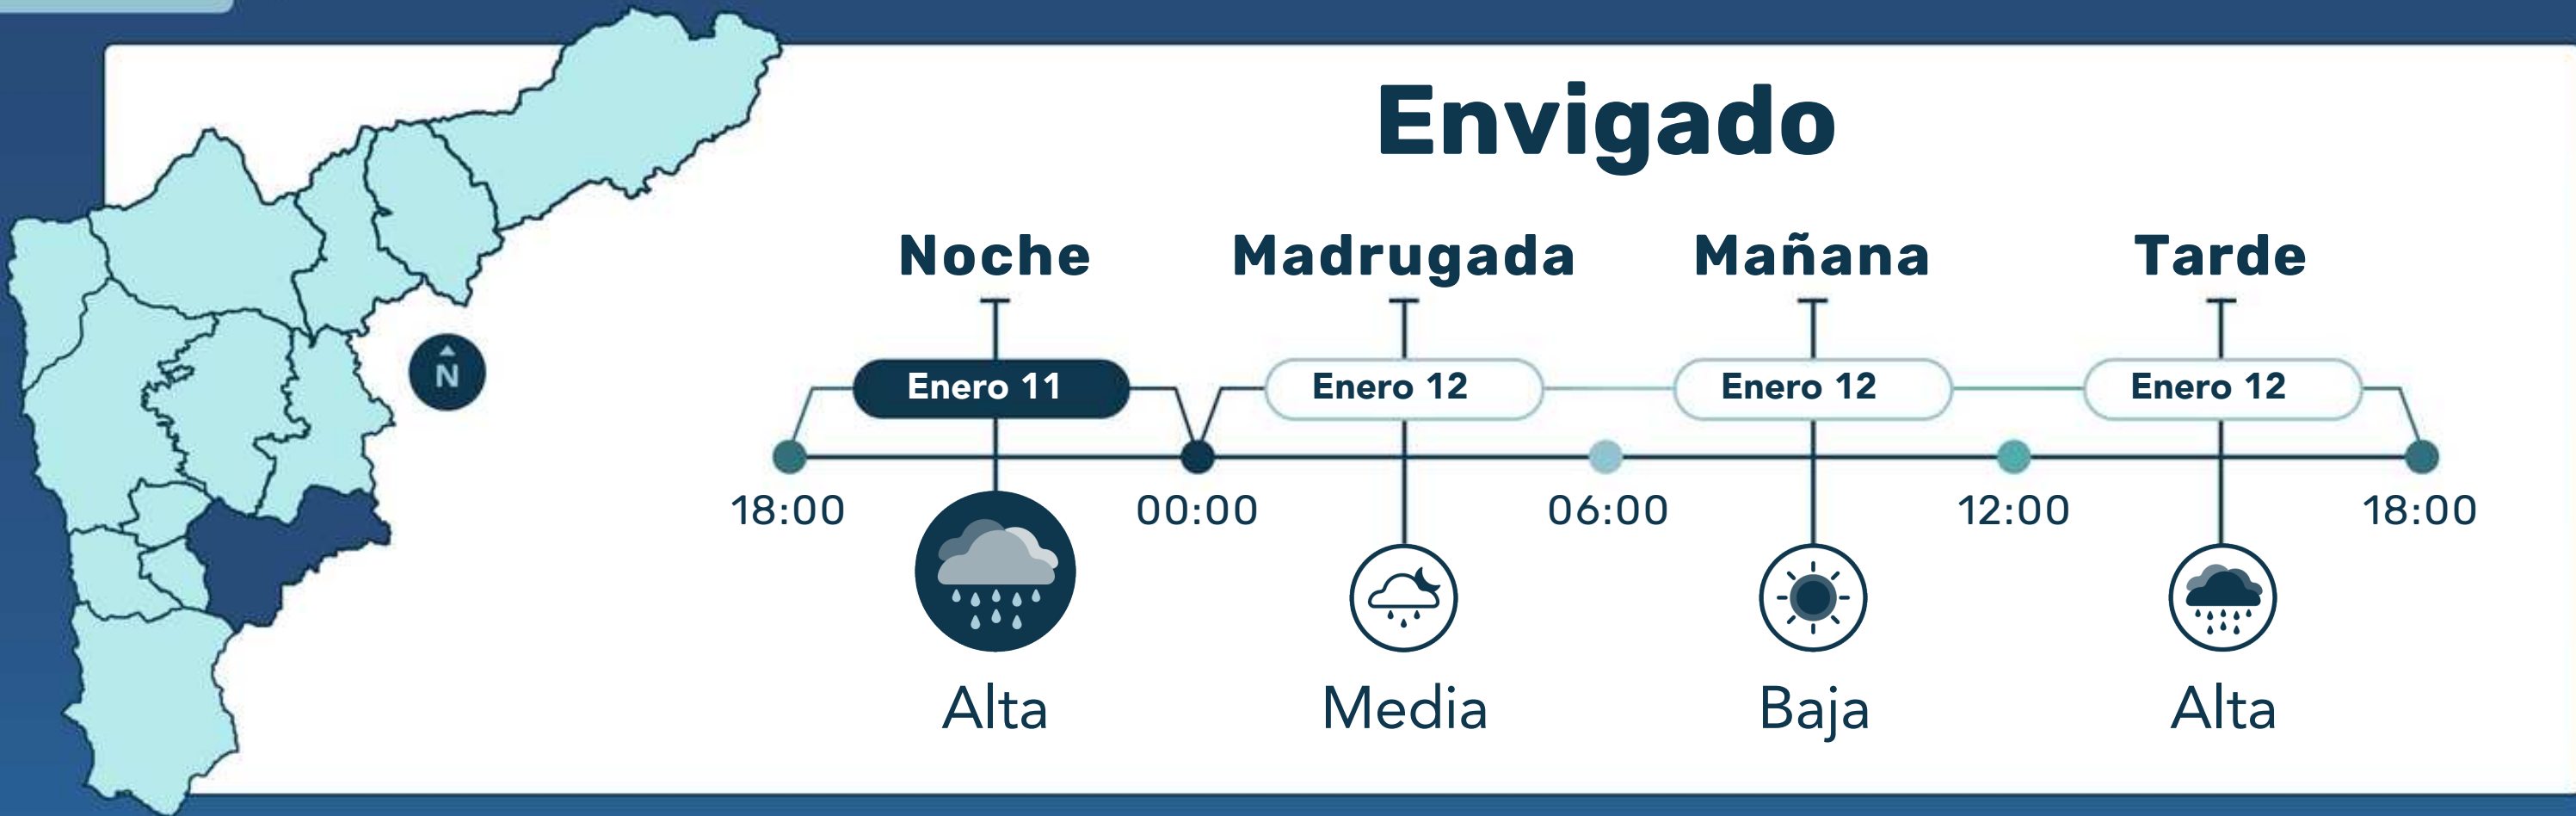 Envigado
Noche Madrugada Mañana Tarde
N
Enero 11 Enero 12 Enero 12 Enero 12
18:00 00:00 06:00 12:00 18:00
Alta Media Baja Alta